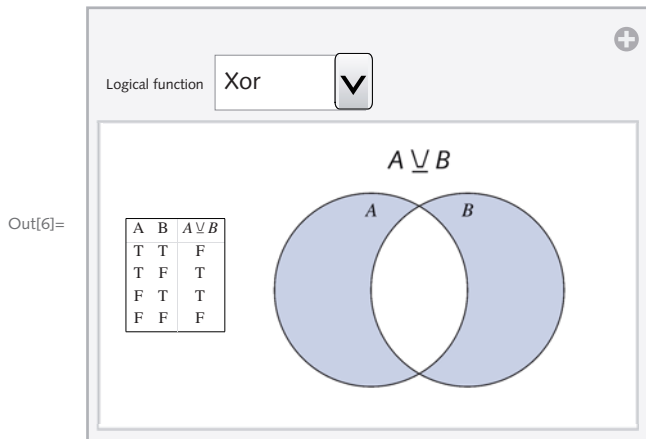 Logical function Xor
A ⊻ B
A B
Out[6]=
A B A ⊻ B
T T F
T F T
F T T
F F F